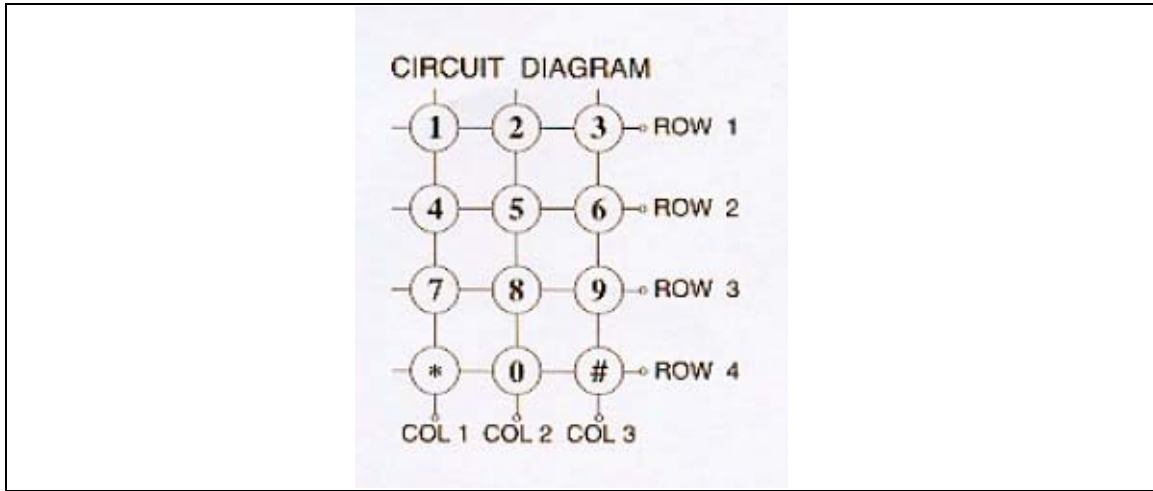 CIRCUIT DIAGRAM
1 2 3 ROW 1
4 5 6 ROW 2
7 8 9 ROW 3
* 0 # ROW 4
COL 1 COL 2 COL 3